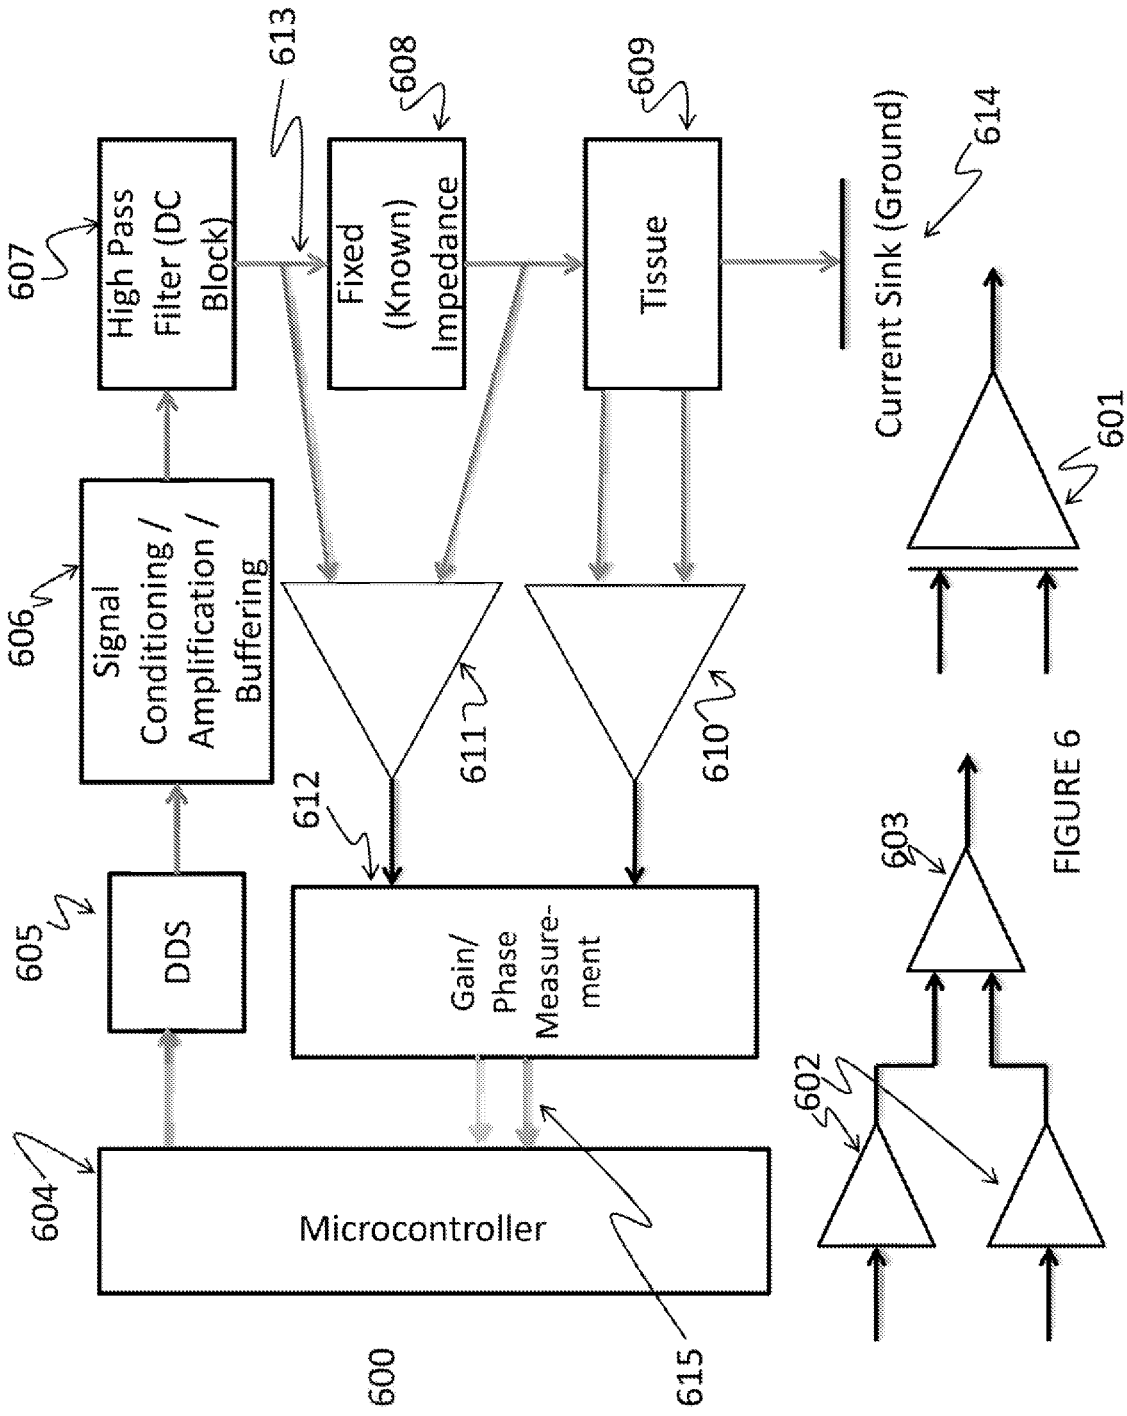 600
604
Microcontroller
605
DDS
606
Signal
Conditioning /
Amplification /
Buffering
607
High Pass
Filter (DC
Block)
613
Fixed
(Known)
Impedance
608
Tissue
609
Current Sink (Ground)
614
611
610
612
Gain/
Phase
Measure-
ment
615
602
603
601
FIGURE 6